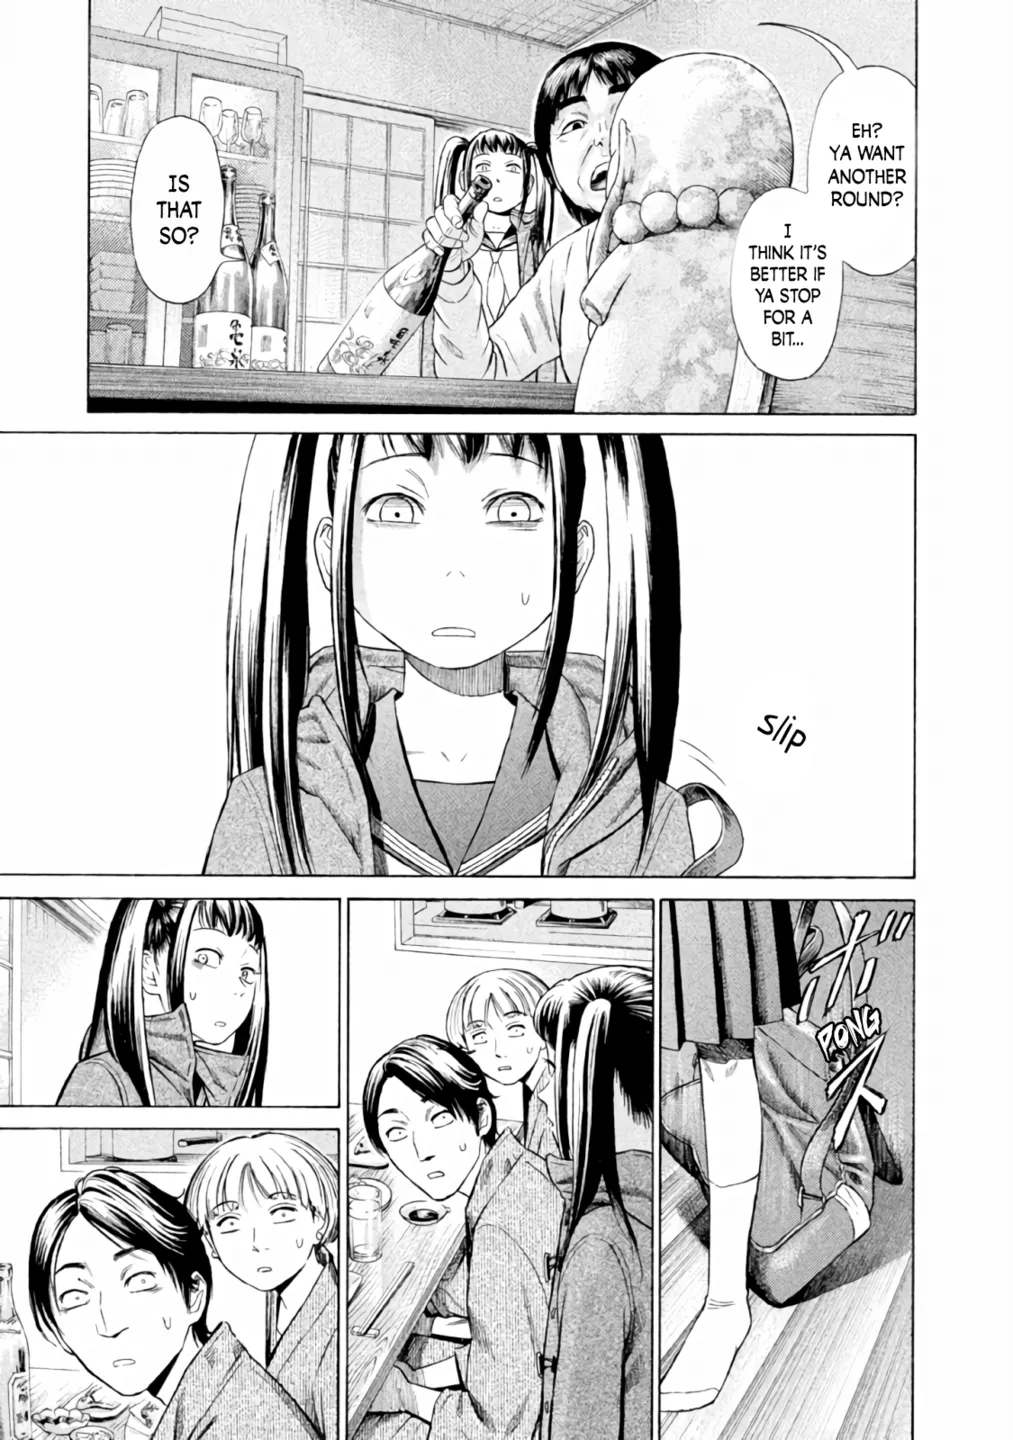 EH?
YA WANT
ANOTHER
ROUND?
I
THINK IT'S
BETTER IF
YA STOP
FOR A
BIT...
IS
THAT
SO?
slip
PONG